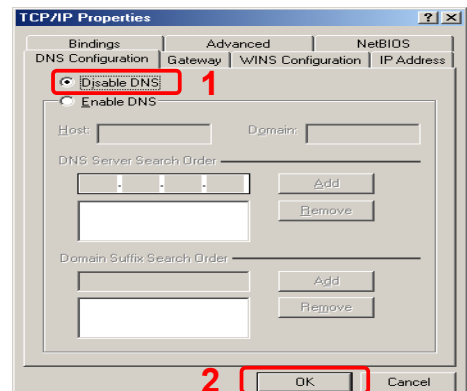 TCP/IP Properties ? X
Bindings Advanced NetBIOS
DNS Configuration Gateway WINS Configuration IP Address
Disable DNS 1
Enable DNS
Host: Domain:
DNS Server Search Order
. . . Add
Remove
Domain Suffix Search Order
Add
Remove
2 OK Cancel